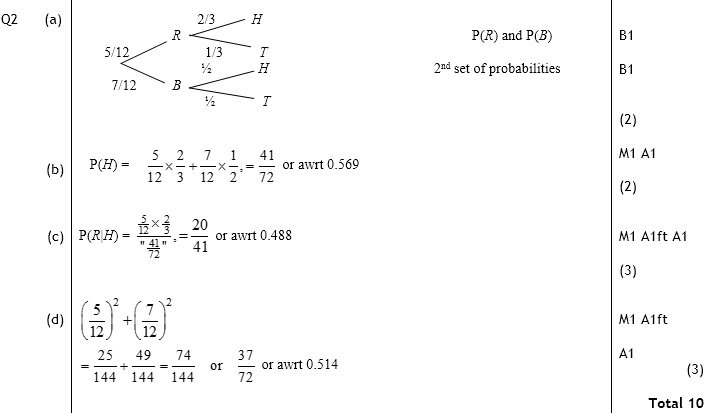 Q2 (a) 2/3 H
R
5/12 1/3 T P(R) and P(B) B1
½ H 2nd set of probabilities B1
7/12 B
½ T
(2)
(b) P(H) = 5/12 × 2/3 + 7/12 × 1/2, = 41/72 or awrt 0.569 M1 A1
(2)
(c) P(R|H) = (5/12 × 2/3)/("41/72"), = 20/41 or awrt 0.488 M1 A1ft A1
(3)
(d) (5/12)² + (7/12)² M1 A1ft
= 25/144 + 49/144 = 74/144 or 37/72 or awrt 0.514 A1
(3)
Total 10